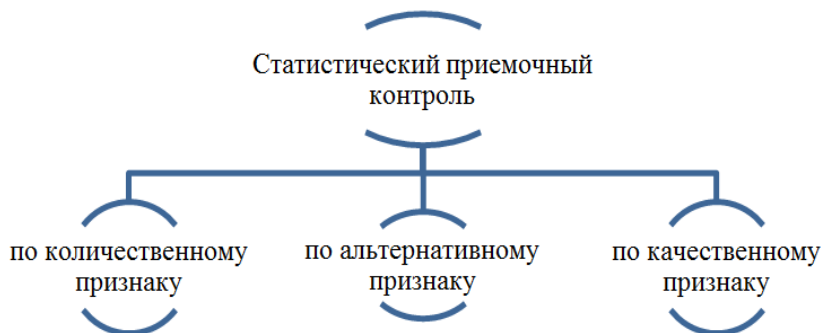 Статистический приемочный
контроль
по количественному
признаку
по альтернативному
признаку
по качественному
признаку